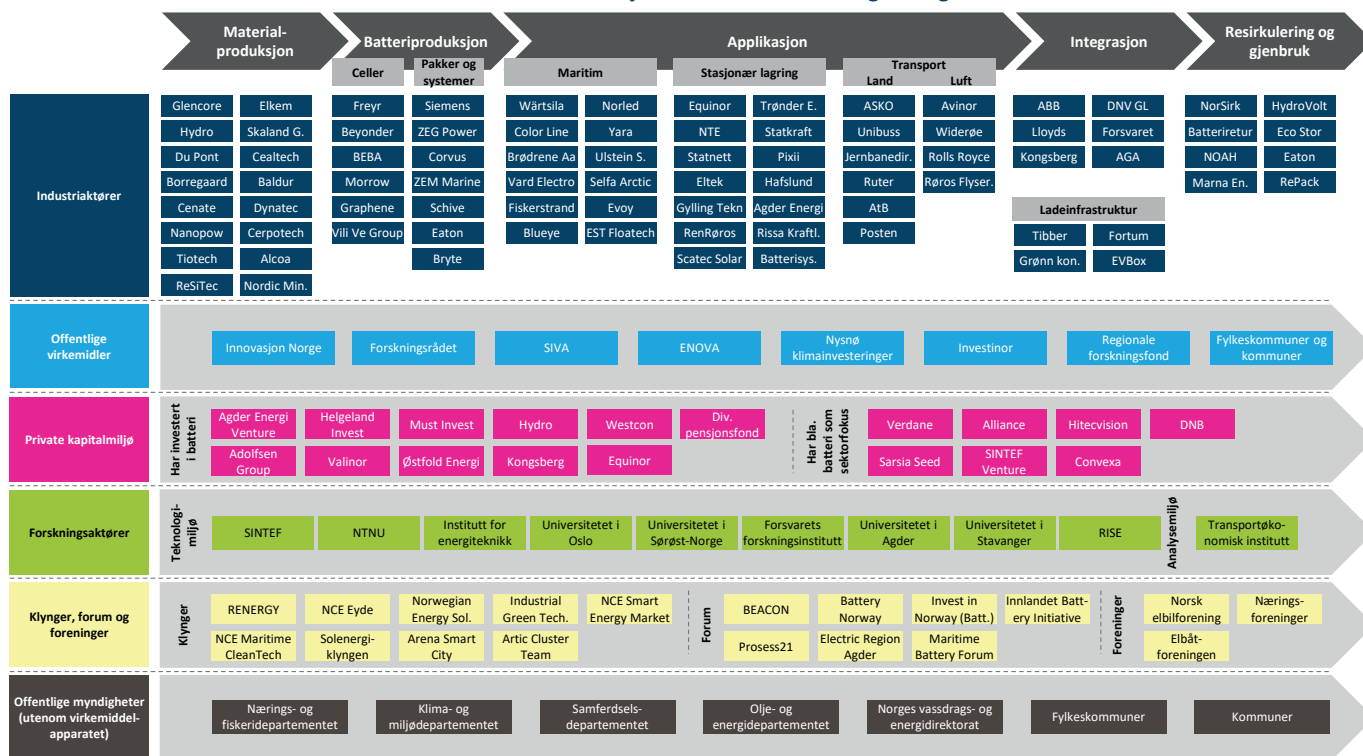 Material-
produksjon
Batteriproduksjon
Applikasjon
Integrasjon
Resirkulering og
gjenbruk
Celler
Pakker og
systemer
Maritim
Stasjonær lagring
Transport
Land Luft
Industriaktører
Glencore Elkem
Hydro Skaland G.
Du Pont Cealtech
Borregaard Baldur
Cenate Dynatec
Nanopow Cerpotech
Tiotech Alcoa
ReSiTec Nordic Min.
Freyr
Beyonder
BEBA
Morrow
Graphene
Vili Ve Group
Siemens
ZEG Power
Corvus
ZEM Marine
Schive
Eaton
Bryte
Wärtsila Norled
Color Line Yara
Brødrene Aa Ulstein S.
Vard Electro Selfa Arctic
Fiskerstrand Evoy
Blueye EST Floatech
Equinor Trønder E.
NTE Statkraft
Statnett Pixii
Eltek Hafslund
Gylling Tekn Agder Energi
RenRøros Rissa Kraftl.
Scatec Solar Batterisys.
ASKO Avinor
Unibuss Widerøe
Jernbanedir. Rolls Royce
Ruter Røros Flyser.
AtB
Posten
ABB DNV GL
Lloyds Forsvaret
Kongsberg AGA
Ladeinfrastruktur
Tibber Fortum
Grønn kon. EVBox
NorSirk HydroVolt
Batteriretur Eco Stor
NOAH Eaton
Marna En. RePack
Offentlige
virkemidler
Innovasjon Norge
Forskningsrådet
SIVA
ENOVA
Nysnø
klimainvesteringer
Investinor
Regionale
forskningsfond
Fylkeskommuner og
kommuner
Private kapitalmiljø
Har investert
i batteri
Agder Energi
Venture
Helgeland
Invest
Must Invest
Hydro
Westcon
Div.
pensjonsfond
Adolfsen
Group
Valinor
Østfold Energi
Kongsberg
Equinor
Har bla.
batteri som
sektorfokus
Verdane
Alliance
Hitecvision
DNB
Sarsia Seed
SINTEF
Venture
Convexa
Forskningsaktører
Teknologi-
miljø
SINTEF
NTNU
Institutt for
energiteknikk
Universitetet i
Oslo
Universitetet i
Sørøst-Norge
Forsvarets
forskningsinstitutt
Universitetet i
Agder
Universitetet i
Stavanger
RISE
Analysemiljø
Transportøko-
nomisk institutt
Klynger, forum og
foreninger
Klynger
RENERGY
NCE Eyde
Norwegian
Energy Sol.
Industrial
Green Tech.
NCE Smart
Energy Market
NCE Maritime
CleanTech
Solenergi-
klyngen
Arena Smart
City
Artic Cluster
Team
Forum
BEACON
Battery
Norway
Invest in
Norway (Batt.)
Innlandet Batt-
ery Initiative
Prosess21
Electric Region
Agder
Maritime
Battery Forum
Foreninger
Norsk
elbilforening
Nærings-
foreninger
Elbåt-
foreningen
Offentlige myndigheter
(utenom virkemiddel-
apparatet)
Nærings- og
fiskeridepartementet
Klima- og
miljødepartementet
Samferdsels-
departementet
Olje- og
energidepartementet
Norges vassdrags- og
energidirektorat
Fylkeskommuner
Kommuner